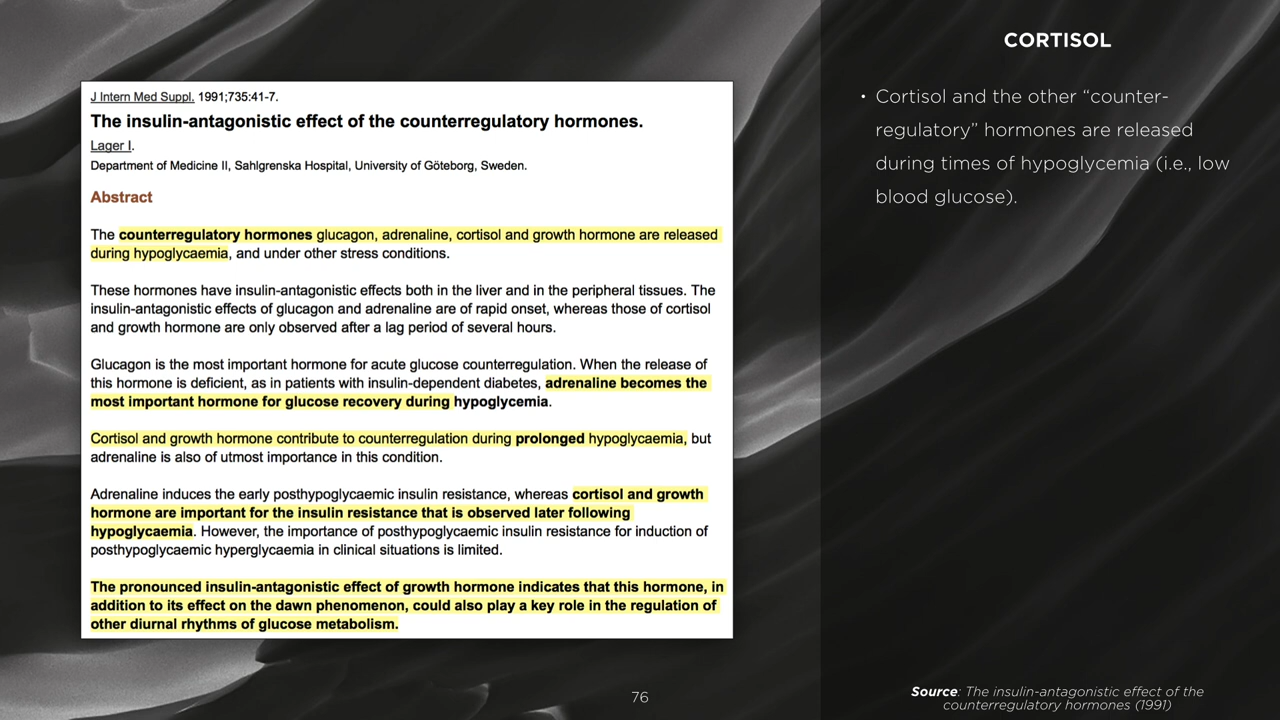 J Intern Med Suppl. 1991;735:41-7.
The insulin-antagonistic effect of the counterregulatory hormones.
Lager I.
Department of Medicine II, Sahlgrenska Hospital, University of Göteborg, Sweden.
Abstract
The counterregulatory hormones glucagon, adrenaline, cortisol and growth hormone are released
during hypoglycaemia, and under other stress conditions.
These hormones have insulin-antagonistic effects both in the liver and in the peripheral tissues. The
insulin-antagonistic effects of glucagon and adrenaline are of rapid onset, whereas those of cortisol
and growth hormone are only observed after a lag period of several hours.
Glucagon is the most important hormone for acute glucose counterregulation. When the release of
this hormone is deficient, as in patients with insulin-dependent diabetes, adrenaline becomes the
most important hormone for glucose recovery during hypoglycemia.
Cortisol and growth hormone contribute to counterregulation during prolonged hypoglycaemia, but
adrenaline is also of utmost importance in this condition.
Adrenaline induces the early posthypoglycaemic insulin resistance, whereas cortisol and growth
hormone are important for the insulin resistance that is observed later following
hypoglycaemia. However, the importance of posthypoglycaemic insulin resistance for induction of
posthypoglycaemic hyperglycaemia in clinical situations is limited.
The pronounced insulin-antagonistic effect of growth hormone indicates that this hormone, in
addition to its effect on the dawn phenomenon, could also play a key role in the regulation of
other diurnal rhythms of glucose metabolism.
76
CORTISOL
• Cortisol and the other “counter-
regulatory” hormones are released
during times of hypoglycemia (i.e., low
blood glucose).
Source: The insulin-antagonistic effect of the
counterregulatory hormones (1991)